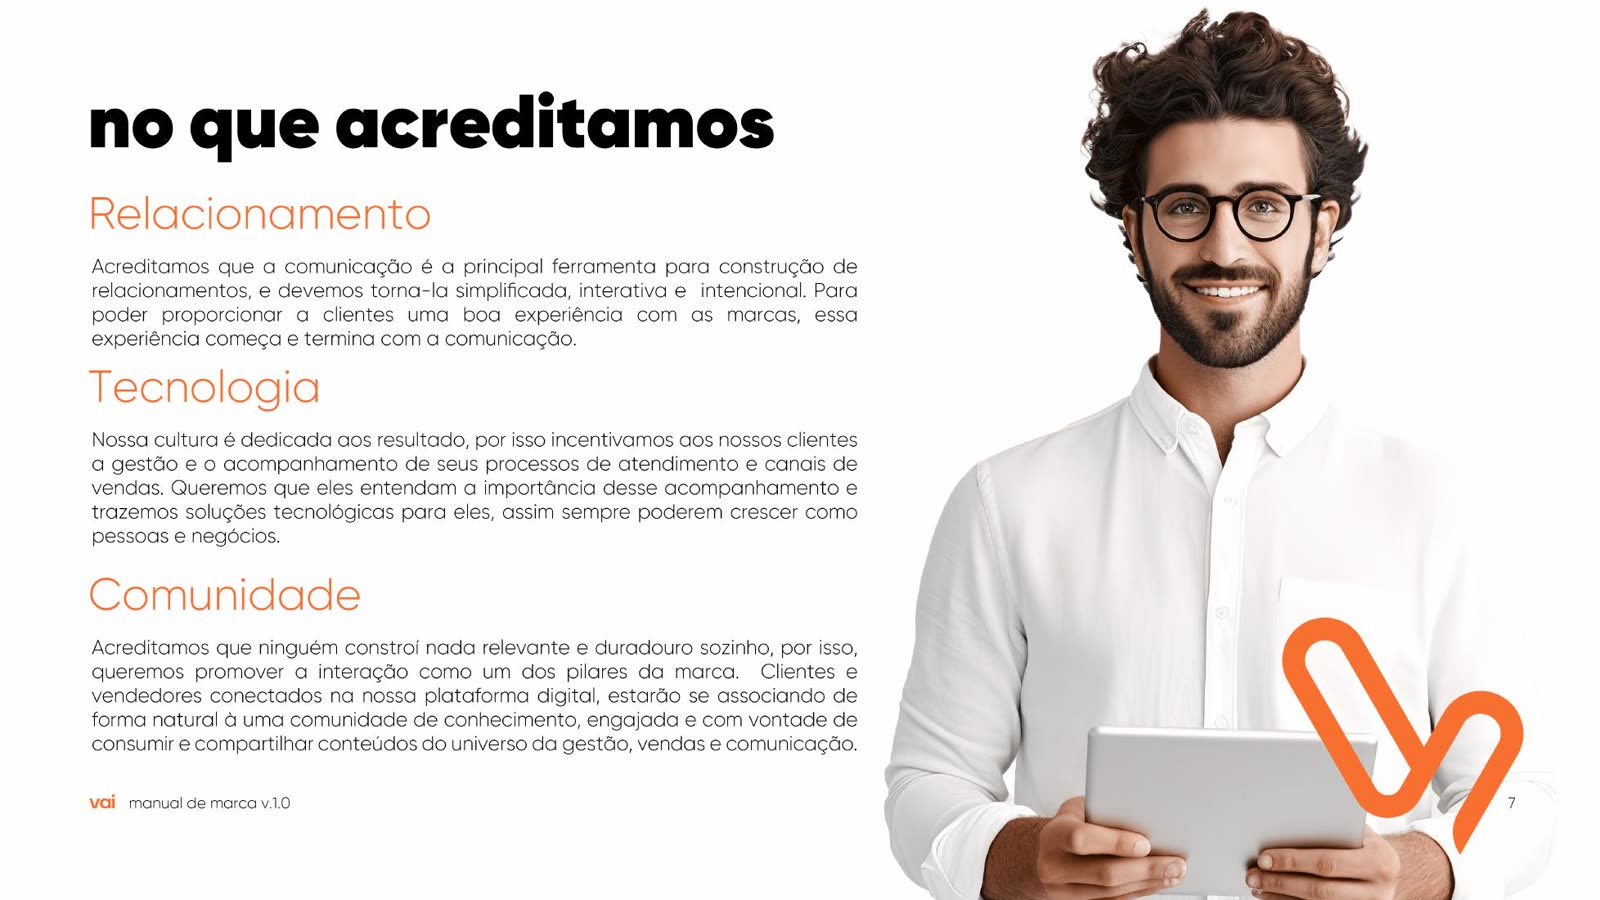 no que acreditamos
Relacionamento
Acreditamos que a comunicação é a principal ferramenta para construção de
relacionamentos, e devemos torna-la simplificada, interativa e  intencional. Para
poder proporcionar a clientes uma boa experiência com as marcas, essa
experiência começa e termina com a comunicação.
Tecnologia
Nossa cultura é dedicada aos resultado, por isso incentivamos aos nossos clientes
a gestão e o acompanhamento de seus processos de atendimento e canais de
vendas. Queremos que eles entendam a importância desse acompanhamento e
trazemos soluções tecnológicas para eles, assim sempre poderem crescer como
pessoas e negócios.
Comunidade
Acreditamos que ninguém constroí nada relevante e duradouro sozinho, por isso,
queremos promover a interação como um dos pilares da marca.  Clientes e
vendedores conectados na nossa plataforma digital, estarão se associando de
forma natural à uma comunidade de conhecimento, engajada e com vontade de
consumir e compartilhar conteúdos do universo da gestão, vendas e comunicação.
vai manual de marca v.1.0
7